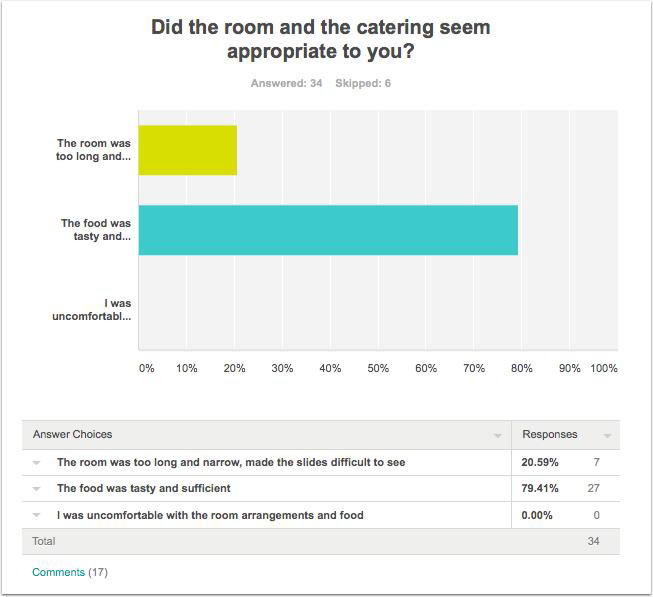 Did the room and the catering seem
appropriate to you?
Answered: 34 Skipped: 6
The room was
too long and...
The food was
tasty and...
I was
uncomfortabl...
0% 10% 20% 30% 40% 50% 60% 70% 80% 90% 100%
Answer Choices Responses
The room was too long and narrow, made the slides difficult to see 20.59% 7
The food was tasty and sufficient 79.41% 27
I was uncomfortable with the room arrangements and food 0.00% 0
Total 34
Comments (17)